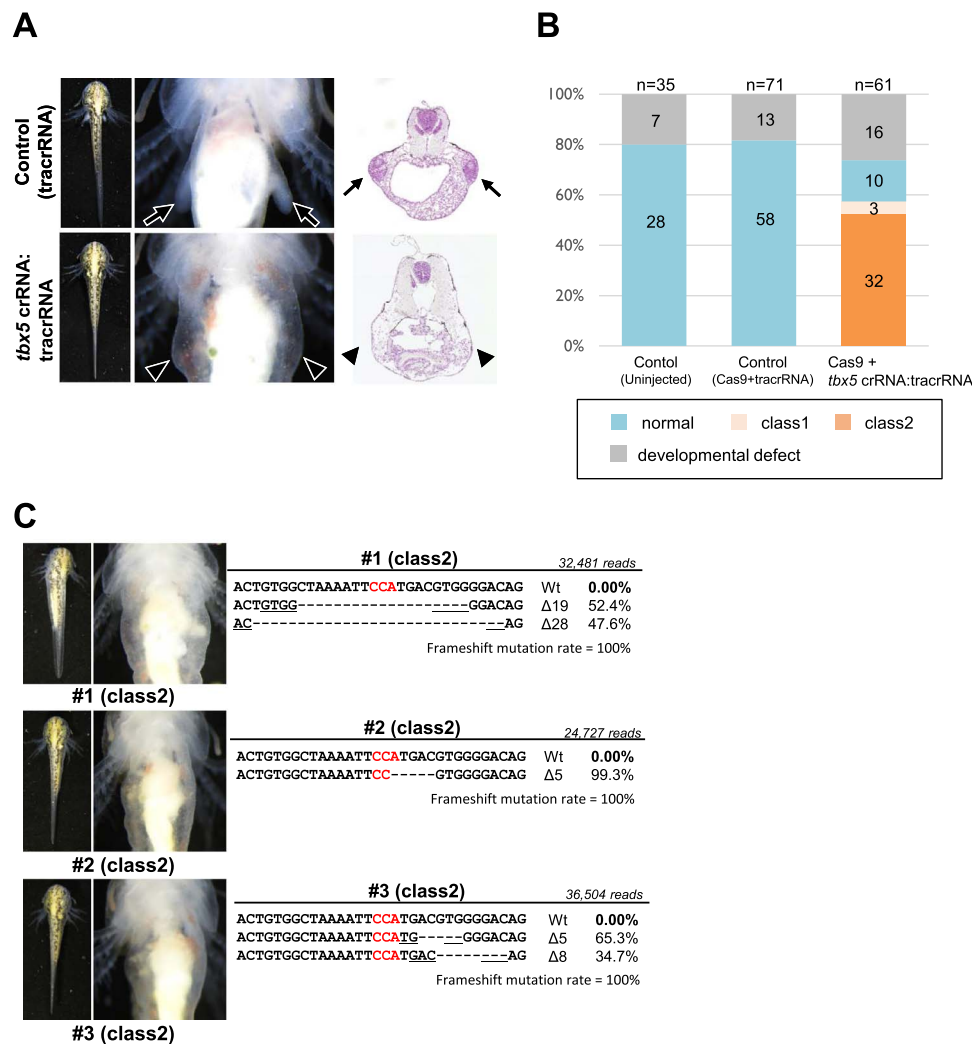 A
Control
(tracrRNA)
tbx5 crRNA:
tracrRNA
B
n=35
n=71
n=61
100%
80%
60%
40%
20%
0%
7
28
13
58
16
10
3
32
Contol
(Uninjected)
Control
(Cas9+tracrRNA)
Cas9 +
tbx5 crRNA:tracrRNA
normal
class1
class2
developmental defect
C
#1 (class2)
32,481 reads
ACTGTGGCTAAAATTCCATGACGTGGGGACAG Wt 0.00%
ACTGTGG-------------------GGACAG Δ19 52.4%
AC----------------------------AG Δ28 47.6%
Frameshift mutation rate = 100%
#1 (class2)
#2 (class2)
24,727 reads
ACTGTGGCTAAAATTCCATGACGTGGGGACAG Wt 0.00%
ACTGTGGCTAAAATTCC-----GTGGGGACAG Δ5 99.3%
Frameshift mutation rate = 100%
#2 (class2)
#3 (class2)
36,504 reads
ACTGTGGCTAAAATTCCATGACGTGGGGACAG Wt 0.00%
ACTGTGGCTAAAATTCCATG-----GGGACAG Δ5 65.3%
ACTGTGGCTAAAATTCCATGAC--------AG Δ8 34.7%
Frameshift mutation rate = 100%
#3 (class2)